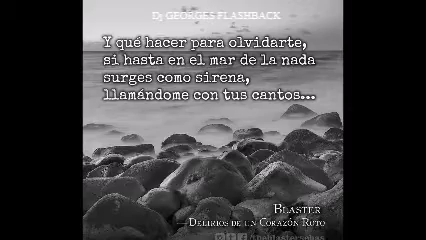 Dj GEORGES FLASHBACK
Y qué hacer para olvidarte,
si hasta en el mar de la nada
surges como sirena,
llamándome con tus cantos...
Blaster
—Delirios de un Corazón Roto